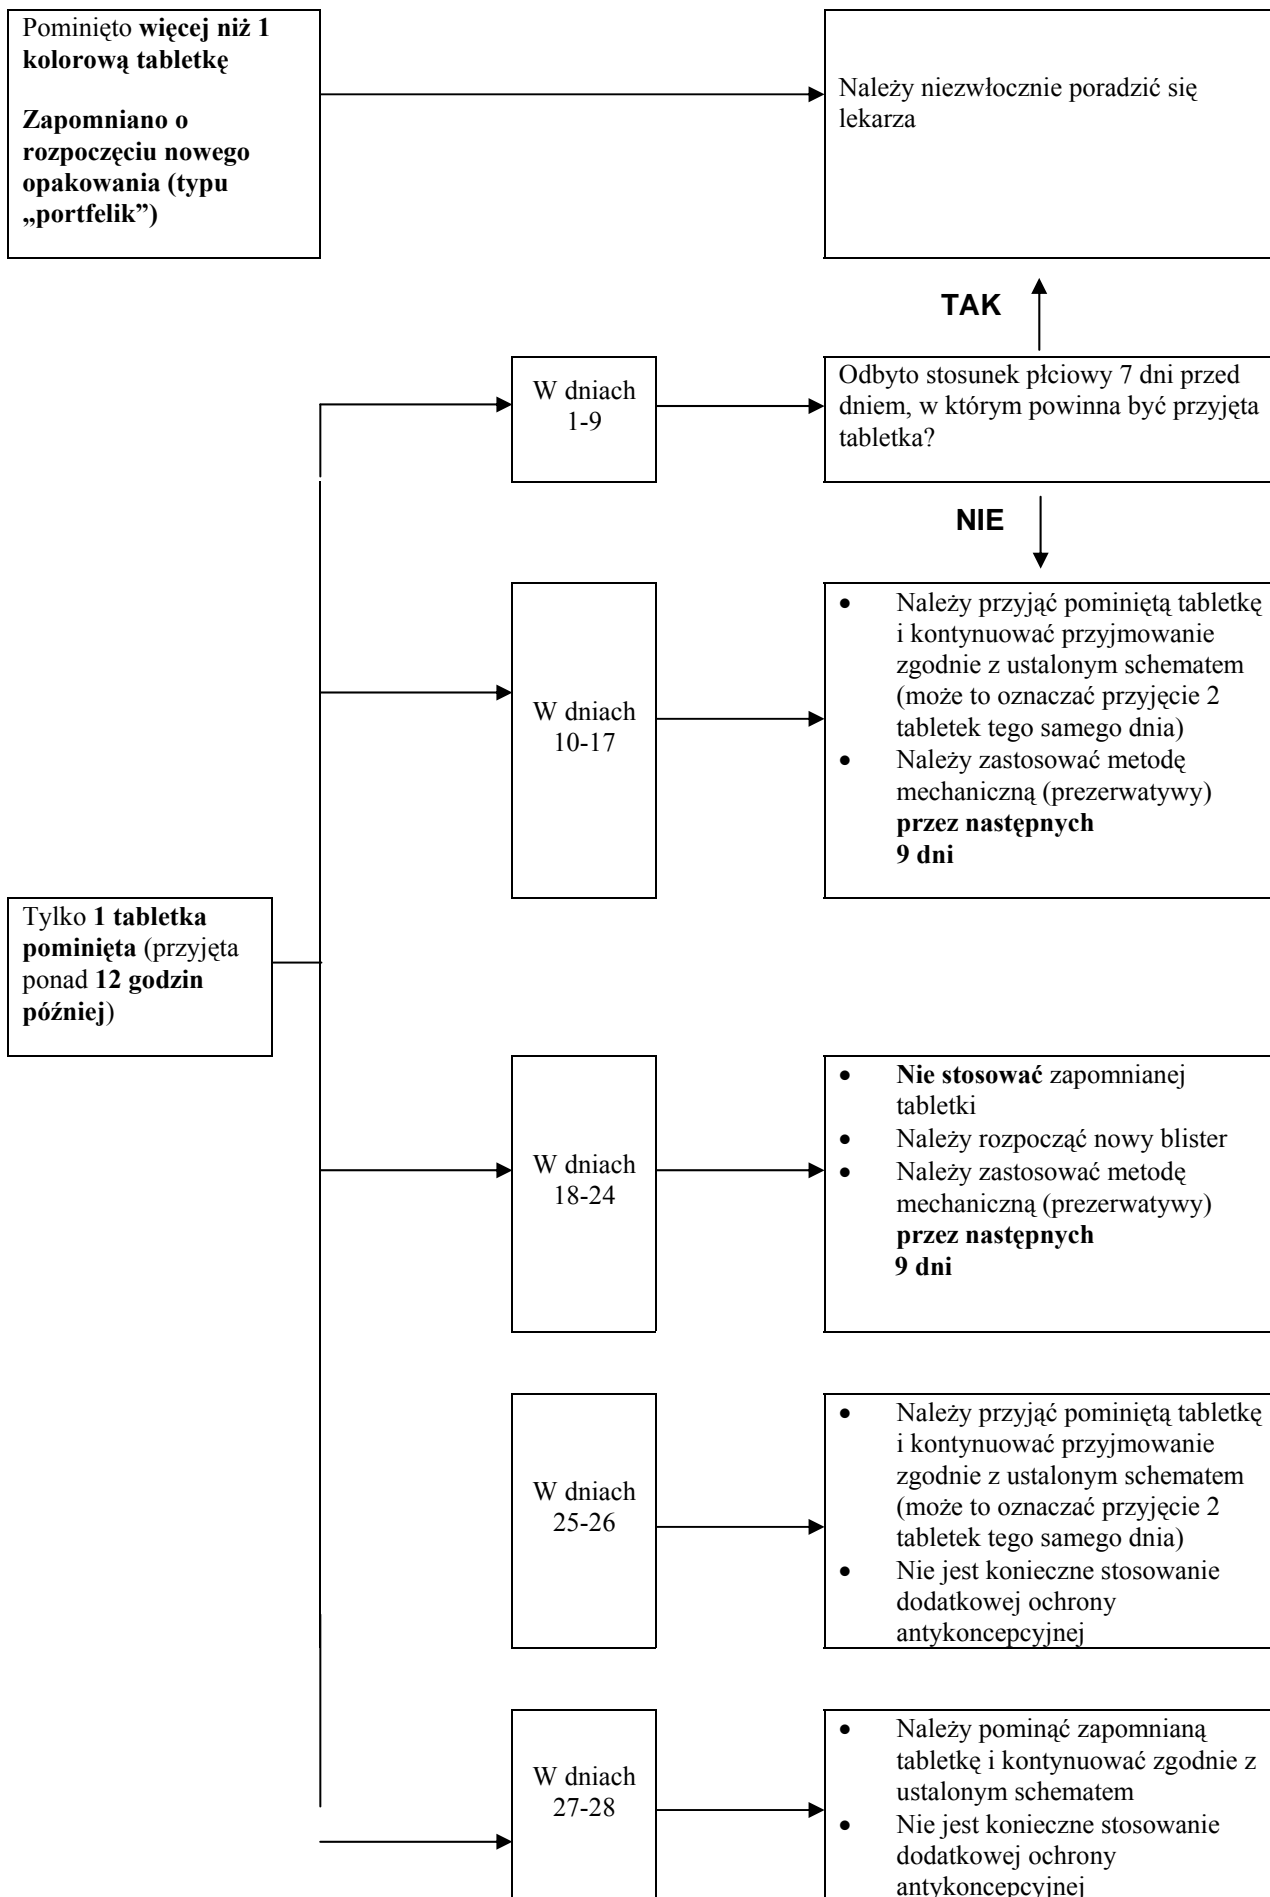 Pominięto więcej niż 1
kolorową tabletkę
Zapomniano o
rozpoczęciu nowego
opakowania (typu
„portfelik”)
Należy niezwłocznie poradzić się
lekarza
TAK
W dniach
1-9
Odbyto stosunek płciowy 7 dni przed
dniem, w którym powinna być przyjęta
tabletka?
NIE
W dniach
10-17
• Należy przyjąć pominiętą tabletkę
i kontynuować przyjmowanie
zgodnie z ustalonym schematem
(może to oznaczać przyjęcie 2
tabletek tego samego dnia)
• Należy zastosować metodę
mechaniczną (prezerwatywy)
przez następnych
9 dni
Tylko 1 tabletka
pominięta (przyjęta
ponad 12 godzin
później)
W dniach
18-24
• Nie stosować zapomnianej
tabletki
• Należy rozpocząć nowy blister
• Należy zastosować metodę
mechaniczną (prezerwatywy)
przez następnych
9 dni
W dniach
25-26
• Należy przyjąć pominiętą tabletkę
i kontynuować przyjmowanie
zgodnie z ustalonym schematem
(może to oznaczać przyjęcie 2
tabletek tego samego dnia)
• Nie jest konieczne stosowanie
dodatkowej ochrony
antykoncepcyjnej
W dniach
27-28
• Należy pominąć zapomnianą
tabletkę i kontynuować zgodnie z
ustalonym schematem
• Nie jest konieczne stosowanie
dodatkowej ochrony
antykoncepcyjnej